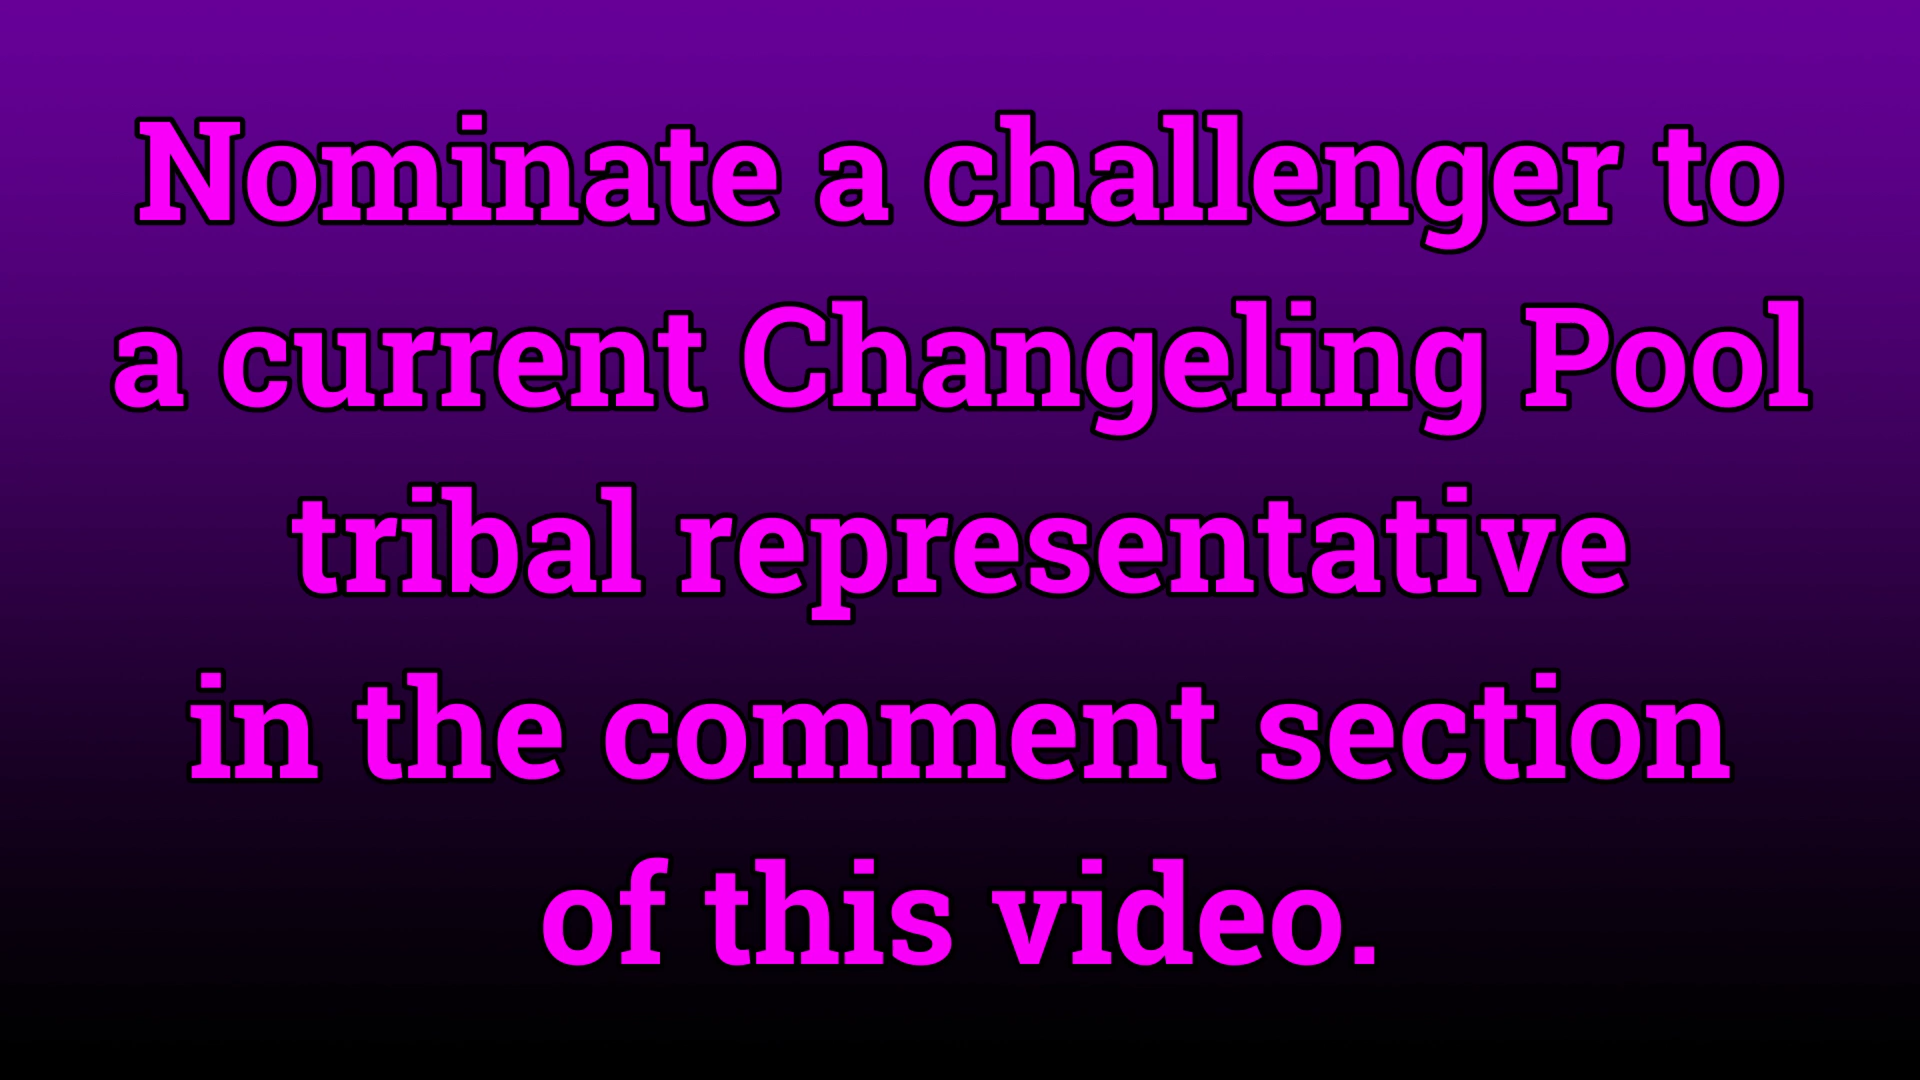 Nominate a challenger to
a current Changeling Pool
tribal representative
in the comment section
of this video.